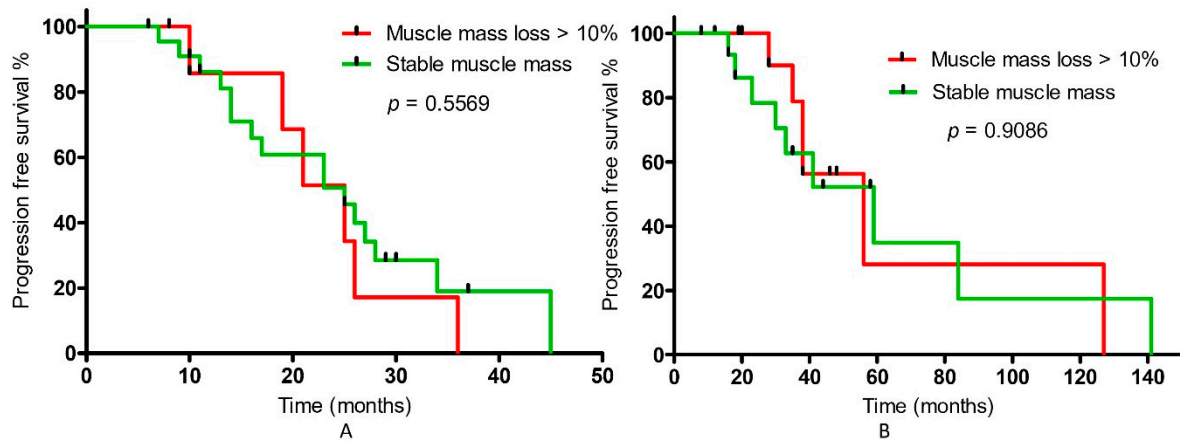 Progression free survival %
100
80
60
40
20
0
Muscle mass loss > 10%
Stable muscle mass
p = 0.5569
0 10 20 30 40 50
Time (months)
A
Progression free survival %
100
80
60
40
20
0
Muscle mass loss > 10%
Stable muscle mass
p = 0.9086
0 20 40 60 80 100 120 140
Time (months)
B